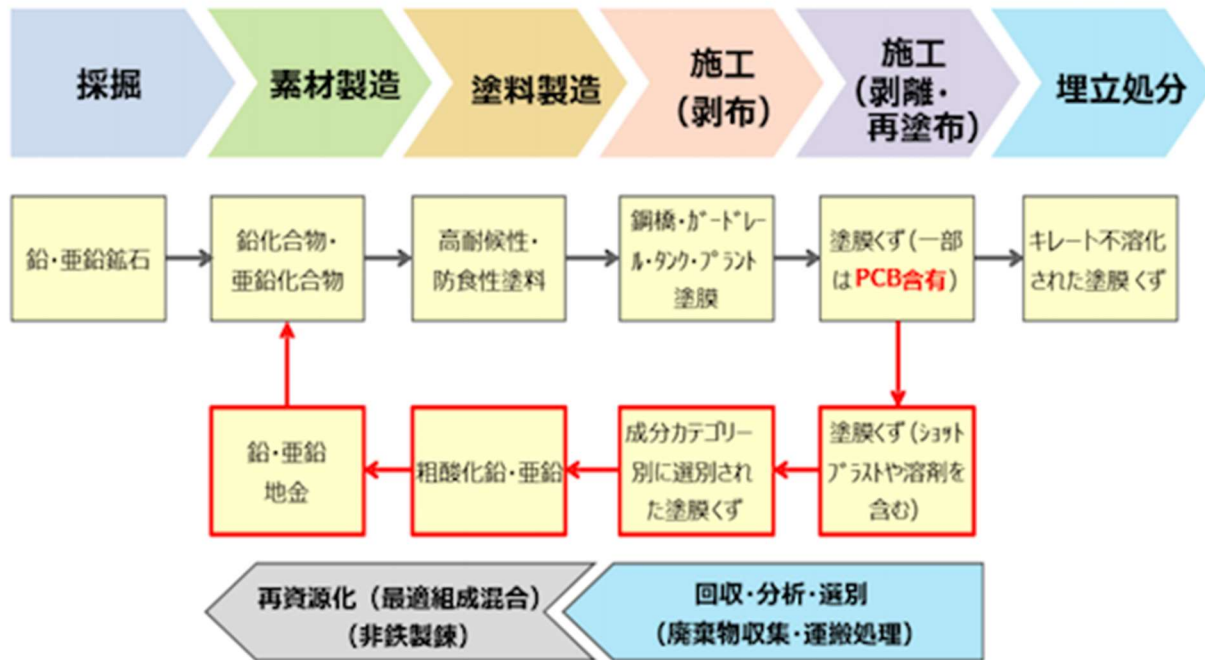 採掘
素材製造
塗料製造
施工
(剥布)
施工
(剥離・
再塗布)
埋立処分
鉛・亜鉛鉱石
鉛化合物・
亜鉛化合物
高耐候性・
防食性塗料
鋼橋・ガードレー
ル・タンク・プラント
塗膜
塗膜くず(一部
はPCB含有)
キレート不溶化
された塗膜くず
鉛・亜鉛
地金
粗酸化鉛・亜鉛
成分カテゴリー
別に選別され
た塗膜くず
塗膜くず(ショット
ブラストや溶剤を
含む)
再資源化(最適組成混合)
(非鉄製錬)
回収・分析・選別
(廃棄物収集・運搬処理)